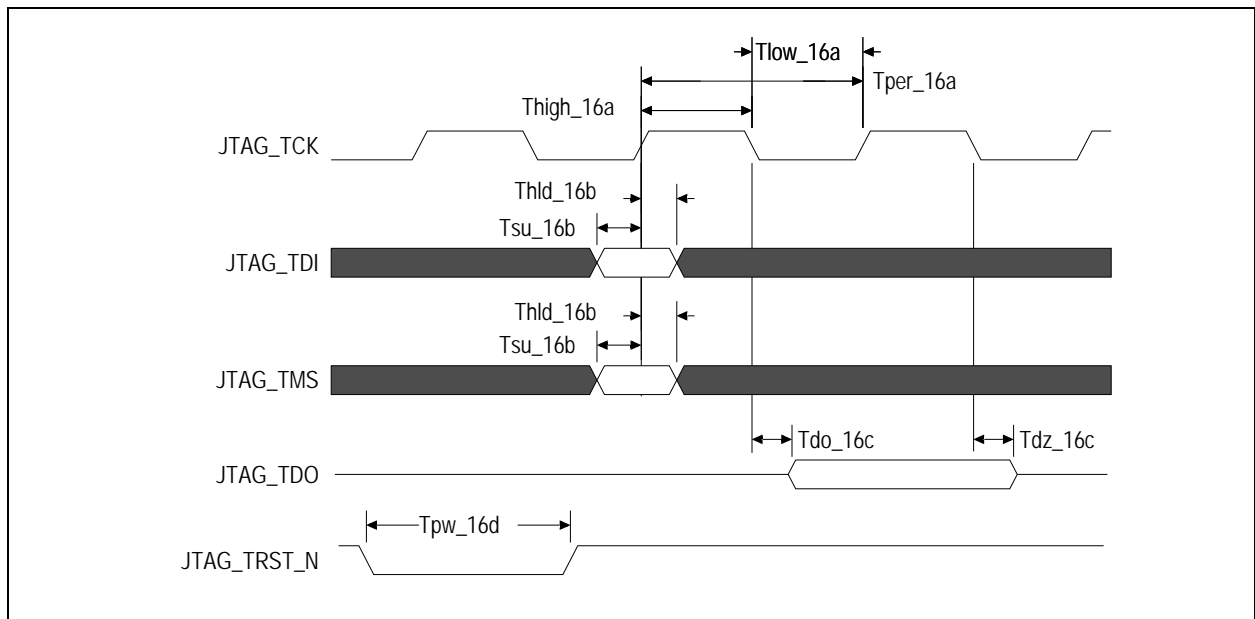 Tlow_16a
Tper_16a
Thigh_16a
JTAG_TCK
Thld_16b
Tsu_16b
JTAG_TDI
Thld_16b
Tsu_16b
JTAG_TMS
Tdo_16c
Tdz_16c
JTAG_TDO
Tpw_16d
JTAG_TRST_N